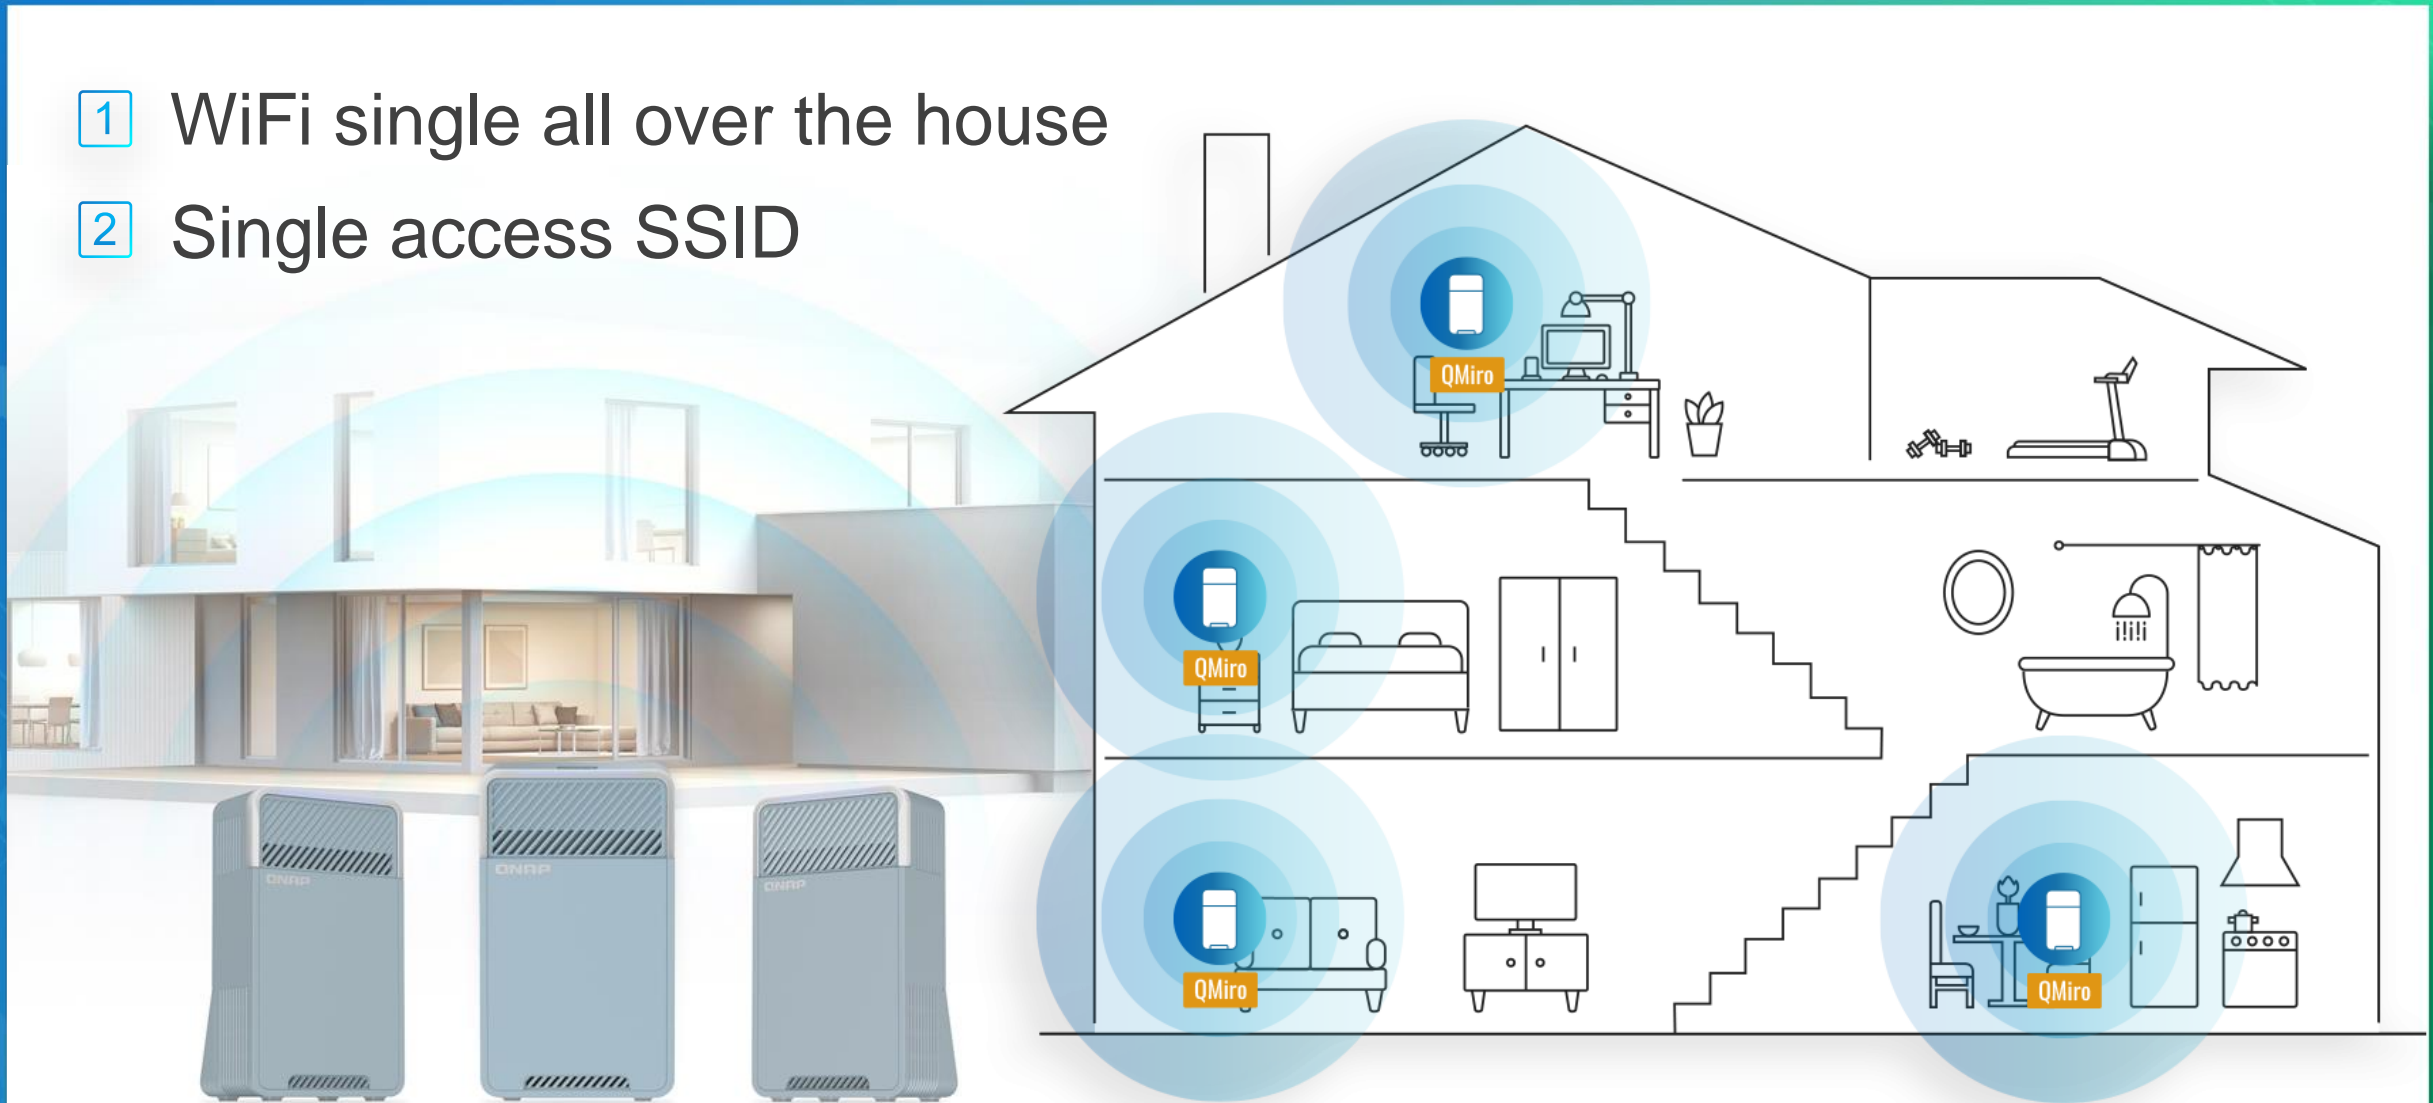 1 WiFi single all over the house
2 Single access SSID
QMiro
QMiro
QMiro
QMiro
QNAP
QNAP
QNAP